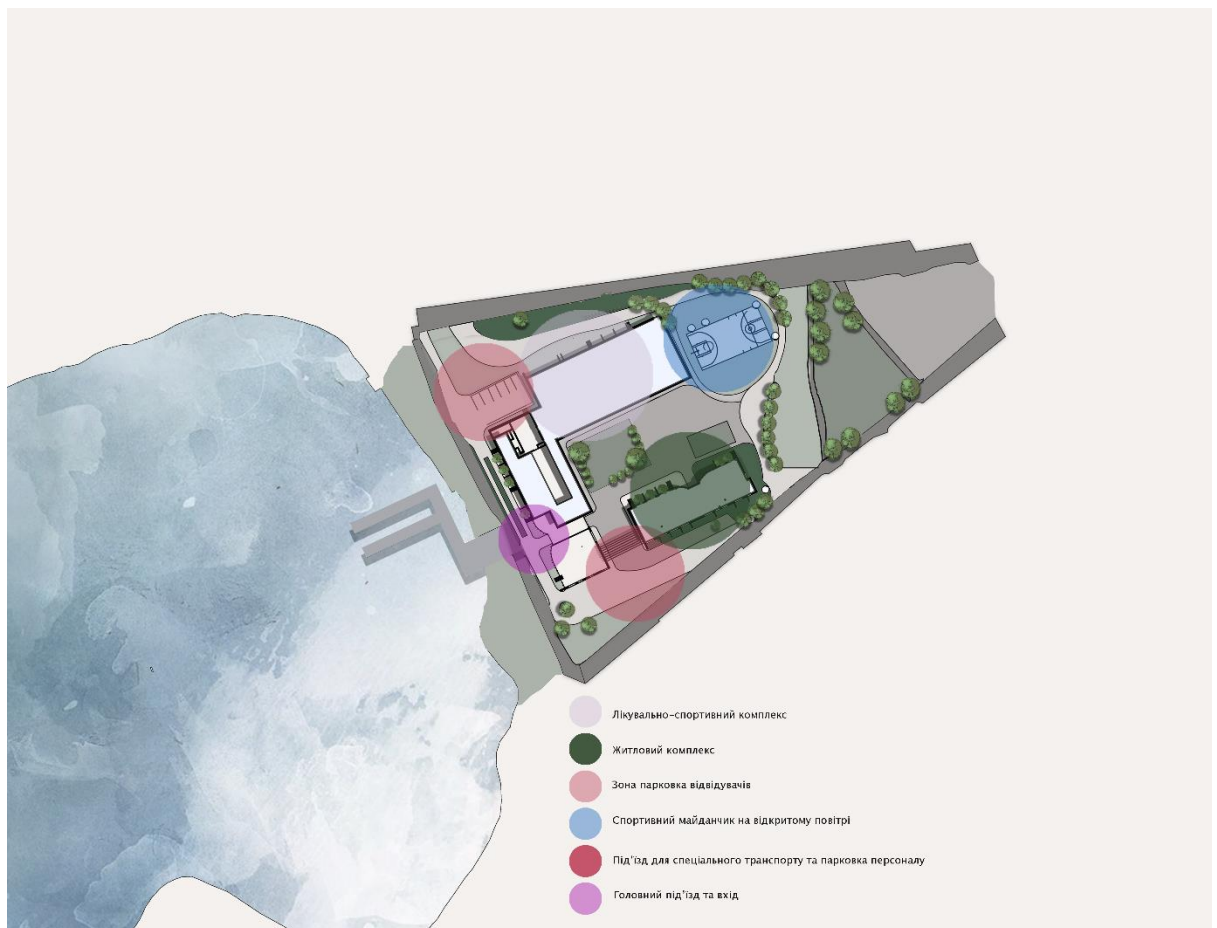 Лікувально-спортивний комплекс
Житловий комплекс
Зона парковка відвідувачів
Спортивний майданчик на відкритому повітрі
Під'їзд для спеціального транспорту та парковка персоналу
Головний під'їзд та вхід